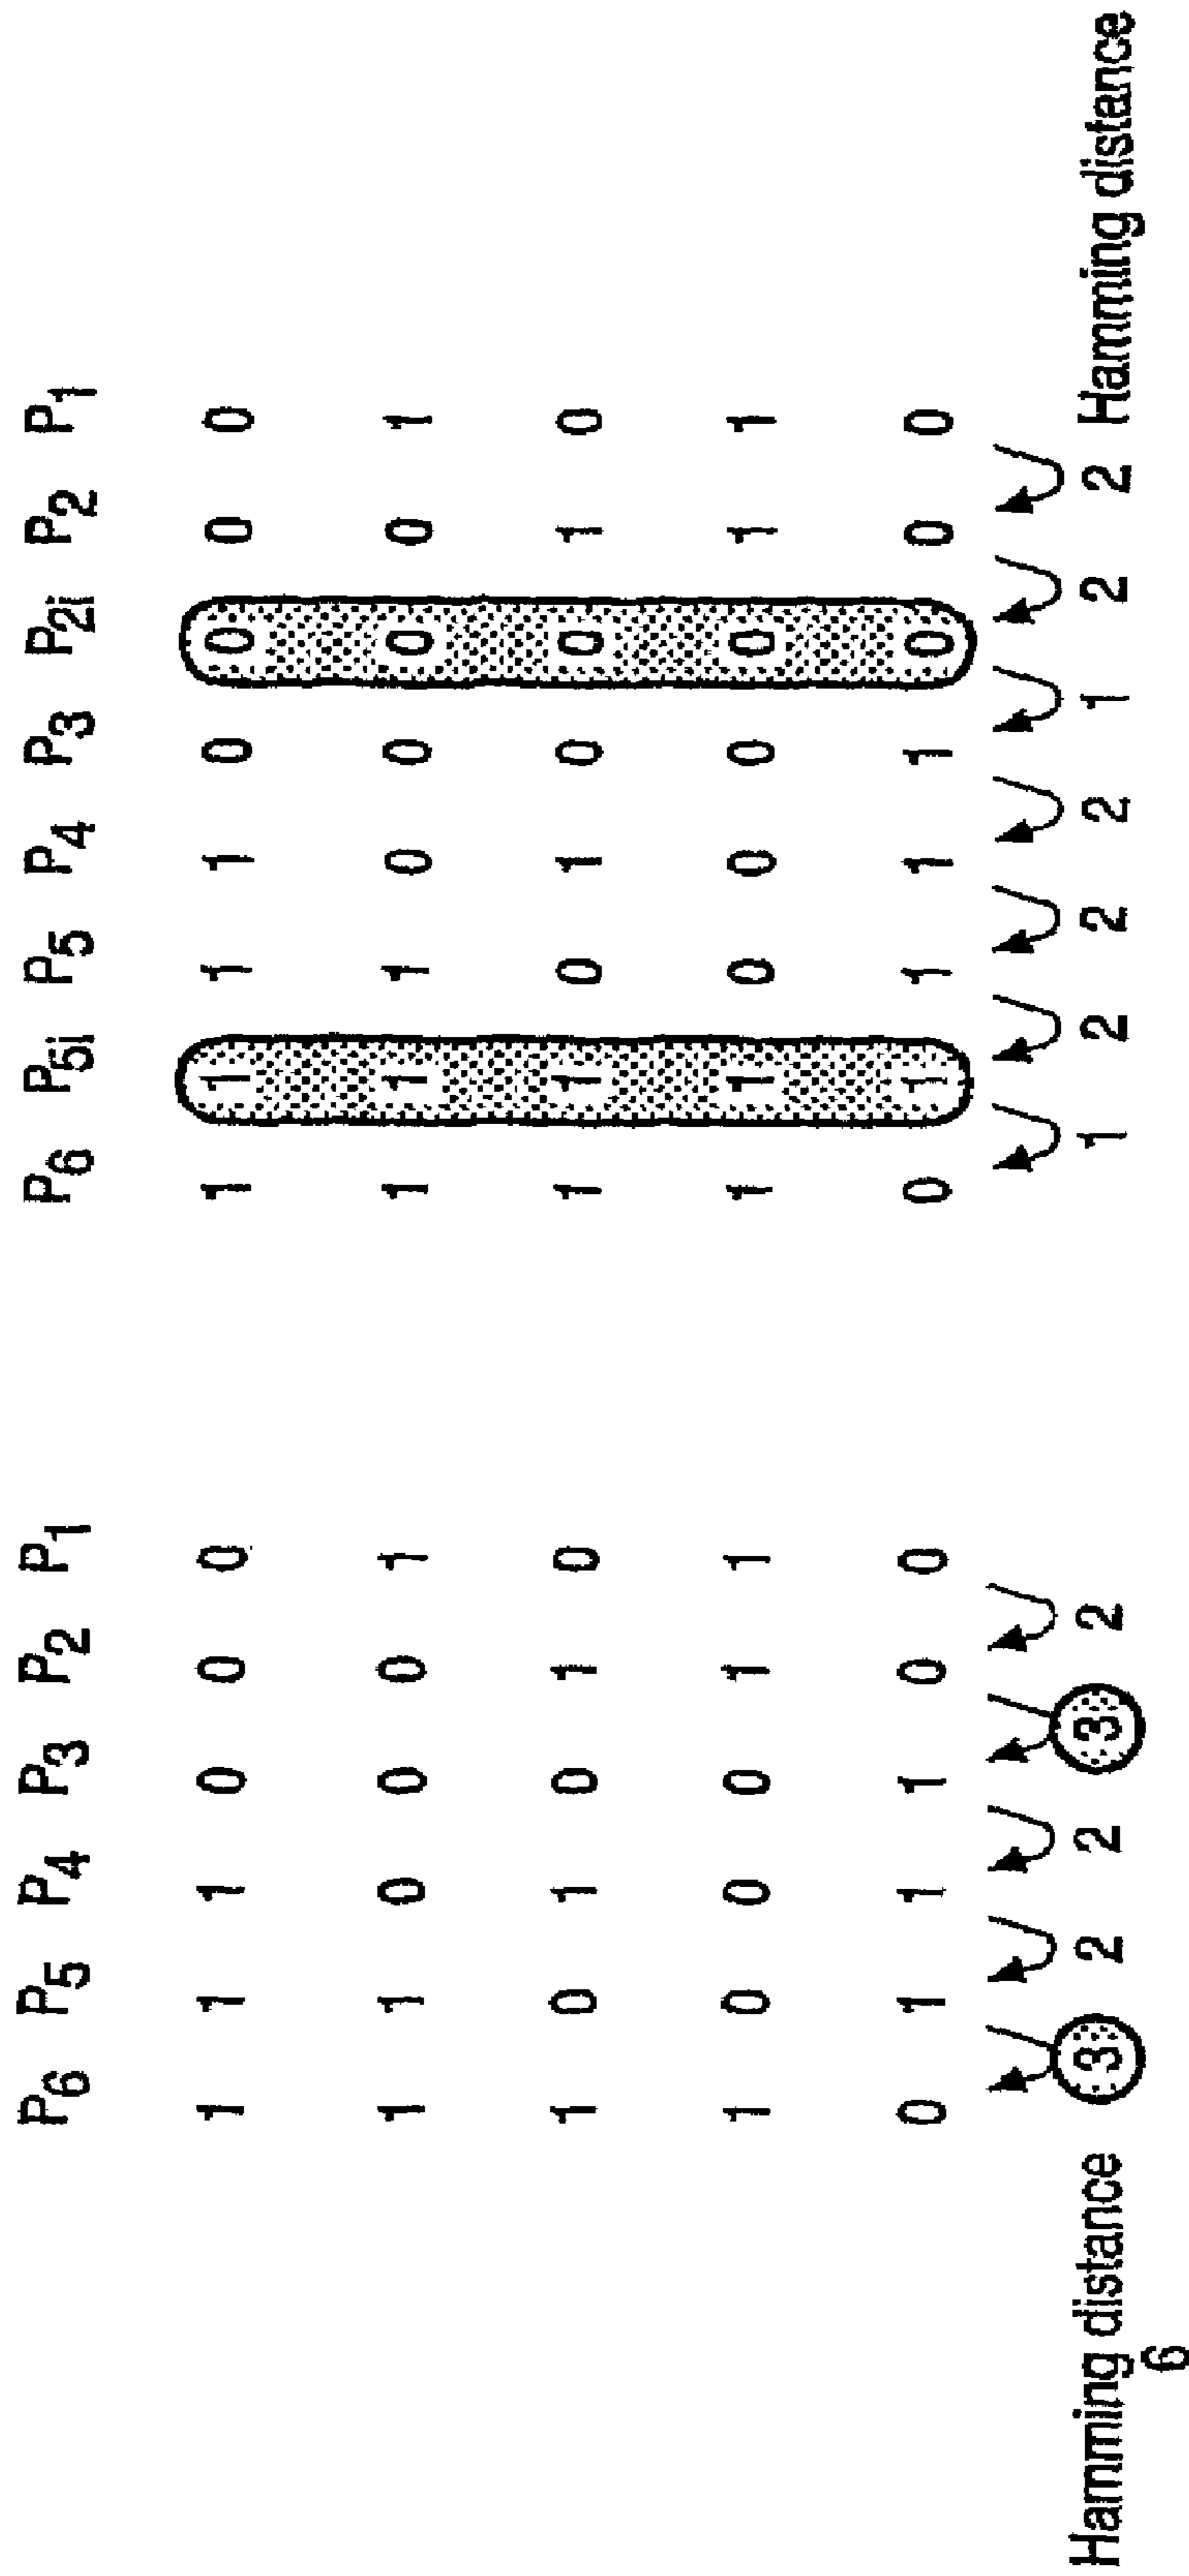 P6 P5 P4 P3 P2 P1 P6 P5i P5 P4 P3 P2i P2 P1
1 1 1 0 0 0 1 1 1 1 0 0 0 0
1 1 0 0 0 1 1 1 1 0 0 0 0 1
1 0 1 0 1 0 1 1 0 1 0 0 1 0
1 0 0 0 1 1 1 1 0 0 0 0 1 1
0 1 1 1 0 0 0 1 1 1 1 0 0 0
Hamming distance 3 2 2 3 2 1 2 2 2 1 2 2 Hamming distance
6